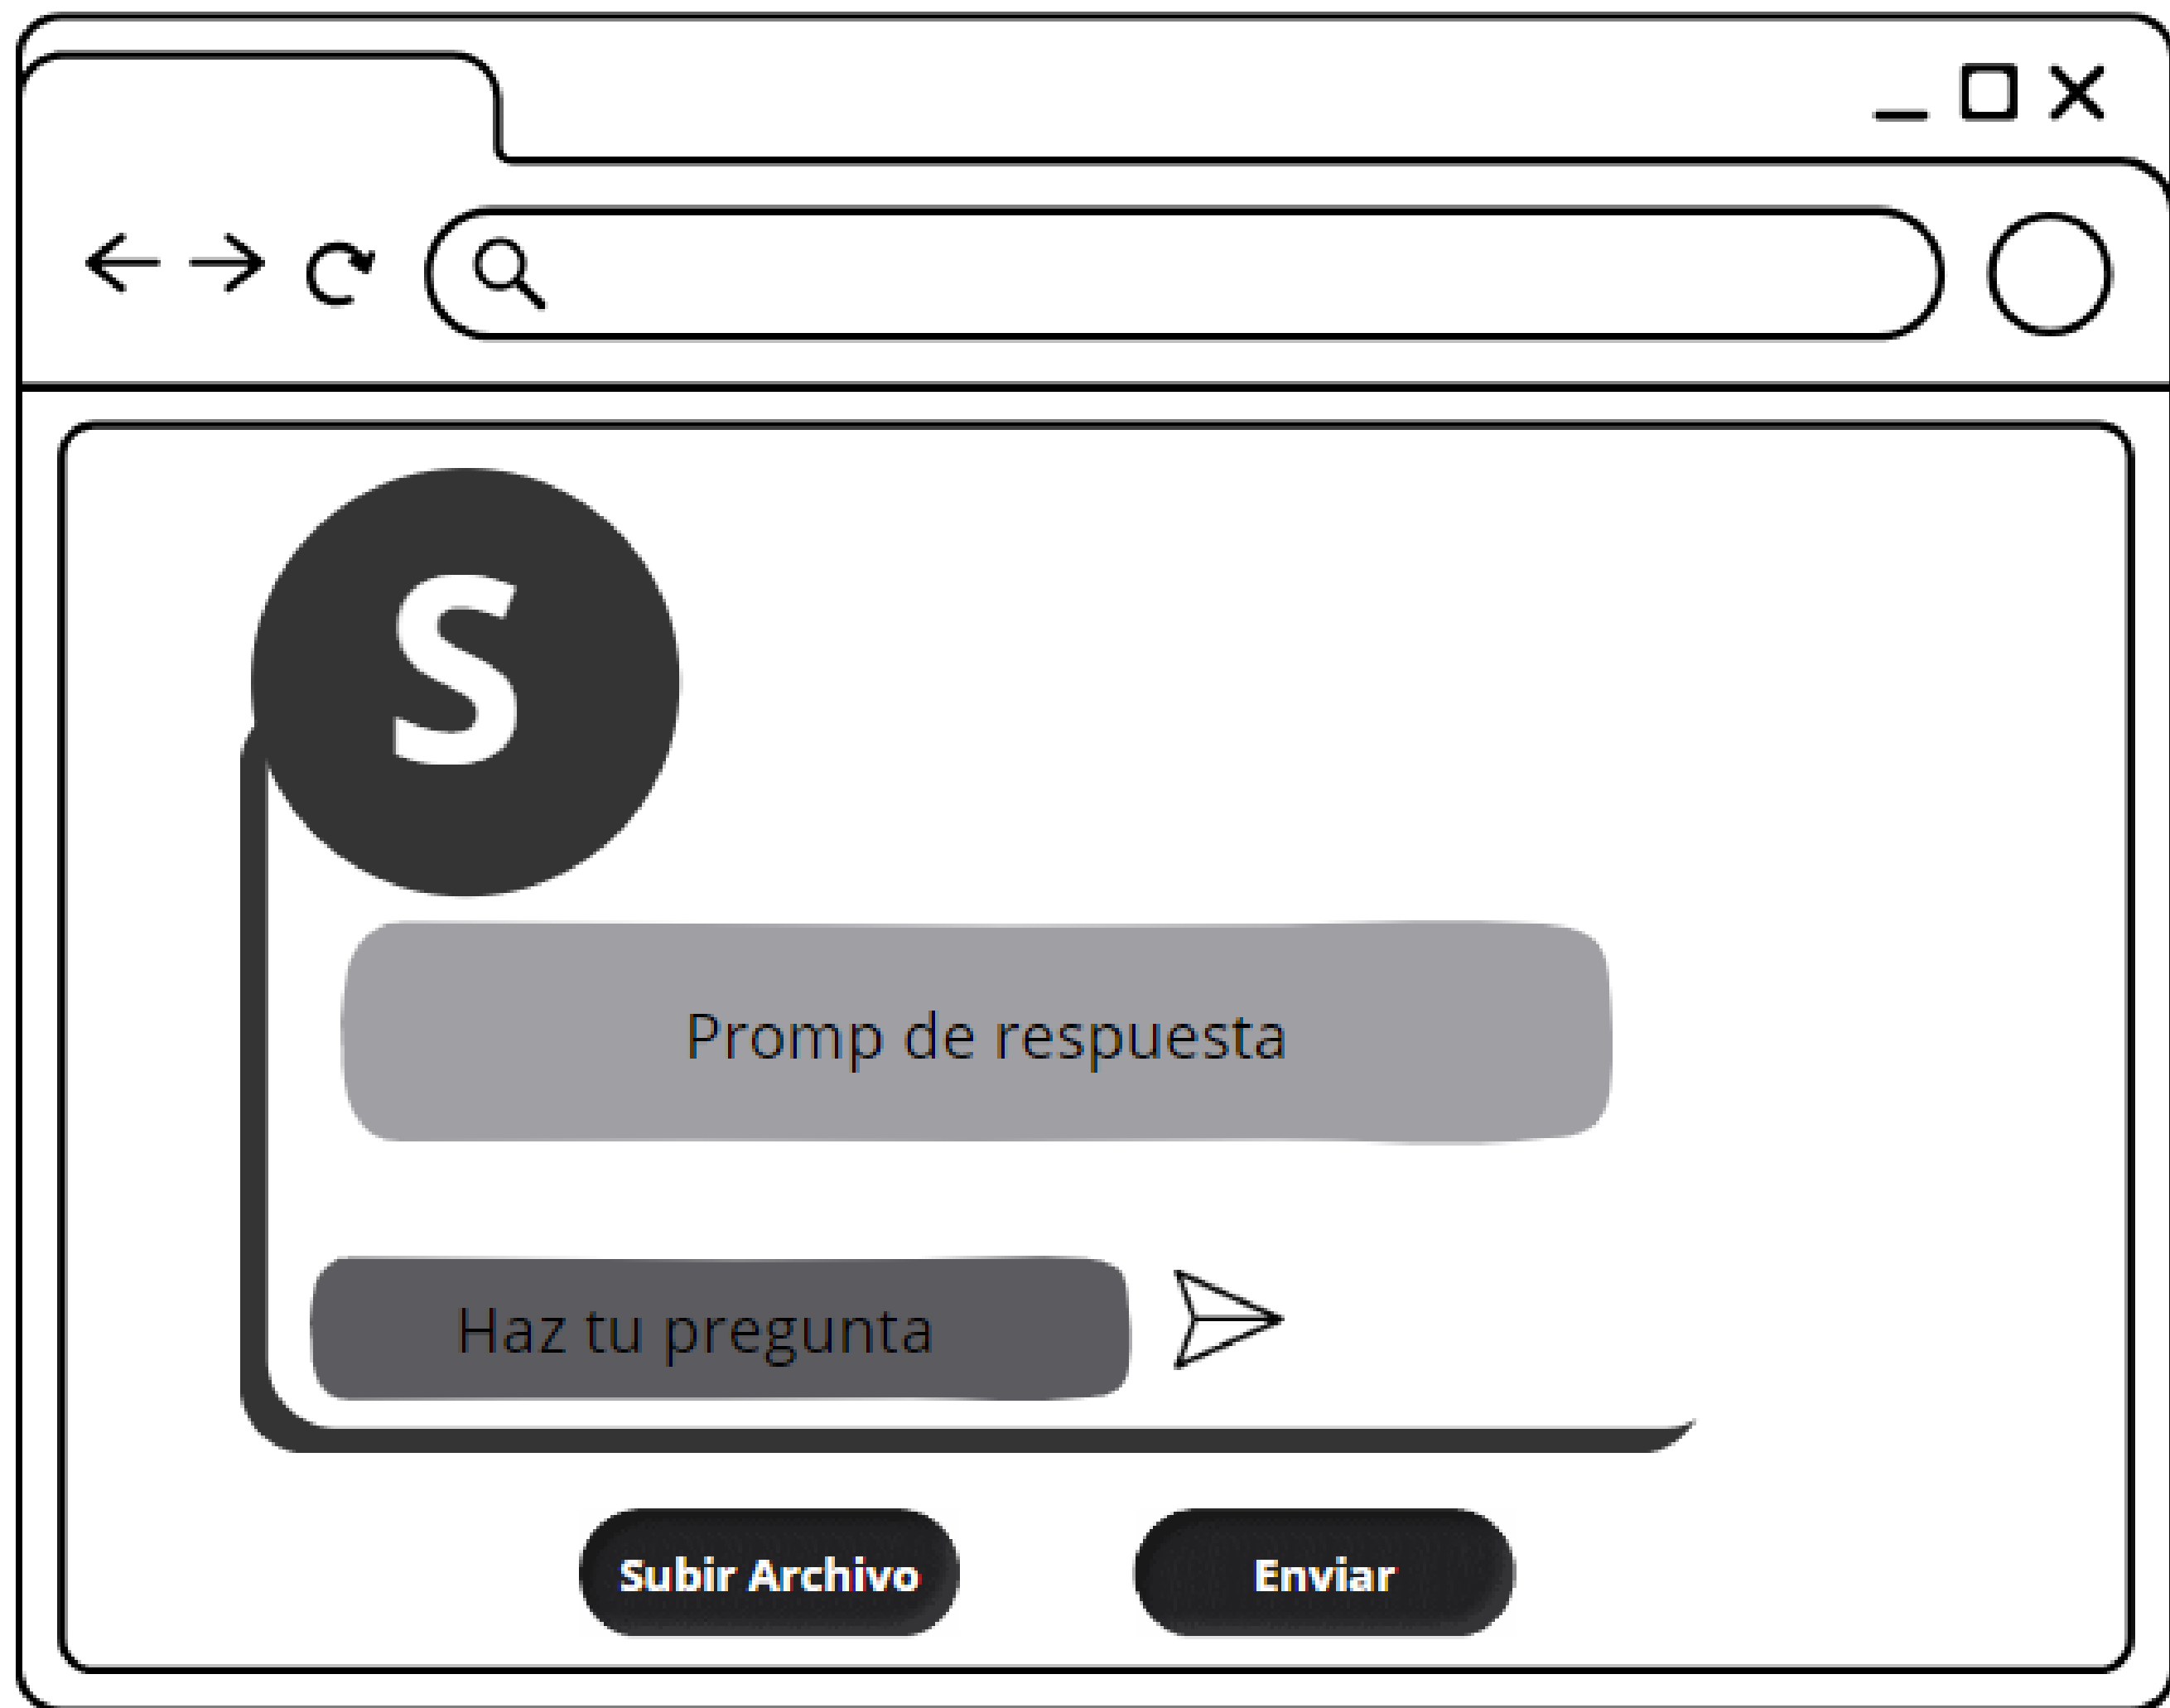 S
Promp de respuesta
Haz tu pregunta
Subir Archivo
Enviar